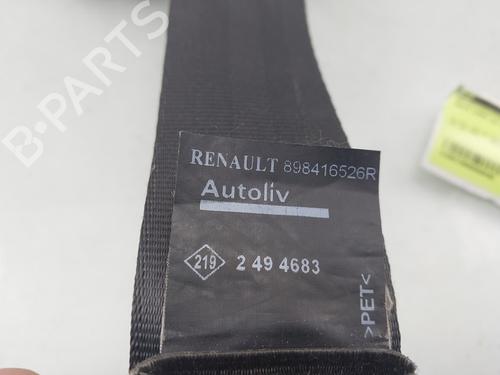 RENAULT 898416526R
Autoliv
219 2 49 4683
>PET<
B-PARTS